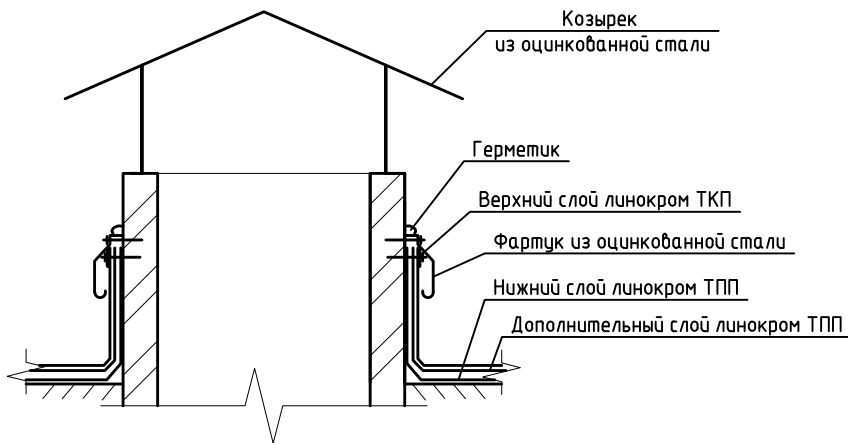 Козырек
из оцинкованной стали
Герметик
Верхний слой линокром ТКП
Фартук из оцинкованной стали
Нижний слой линокром ТПП
Дополнительный слой линокром ТПП